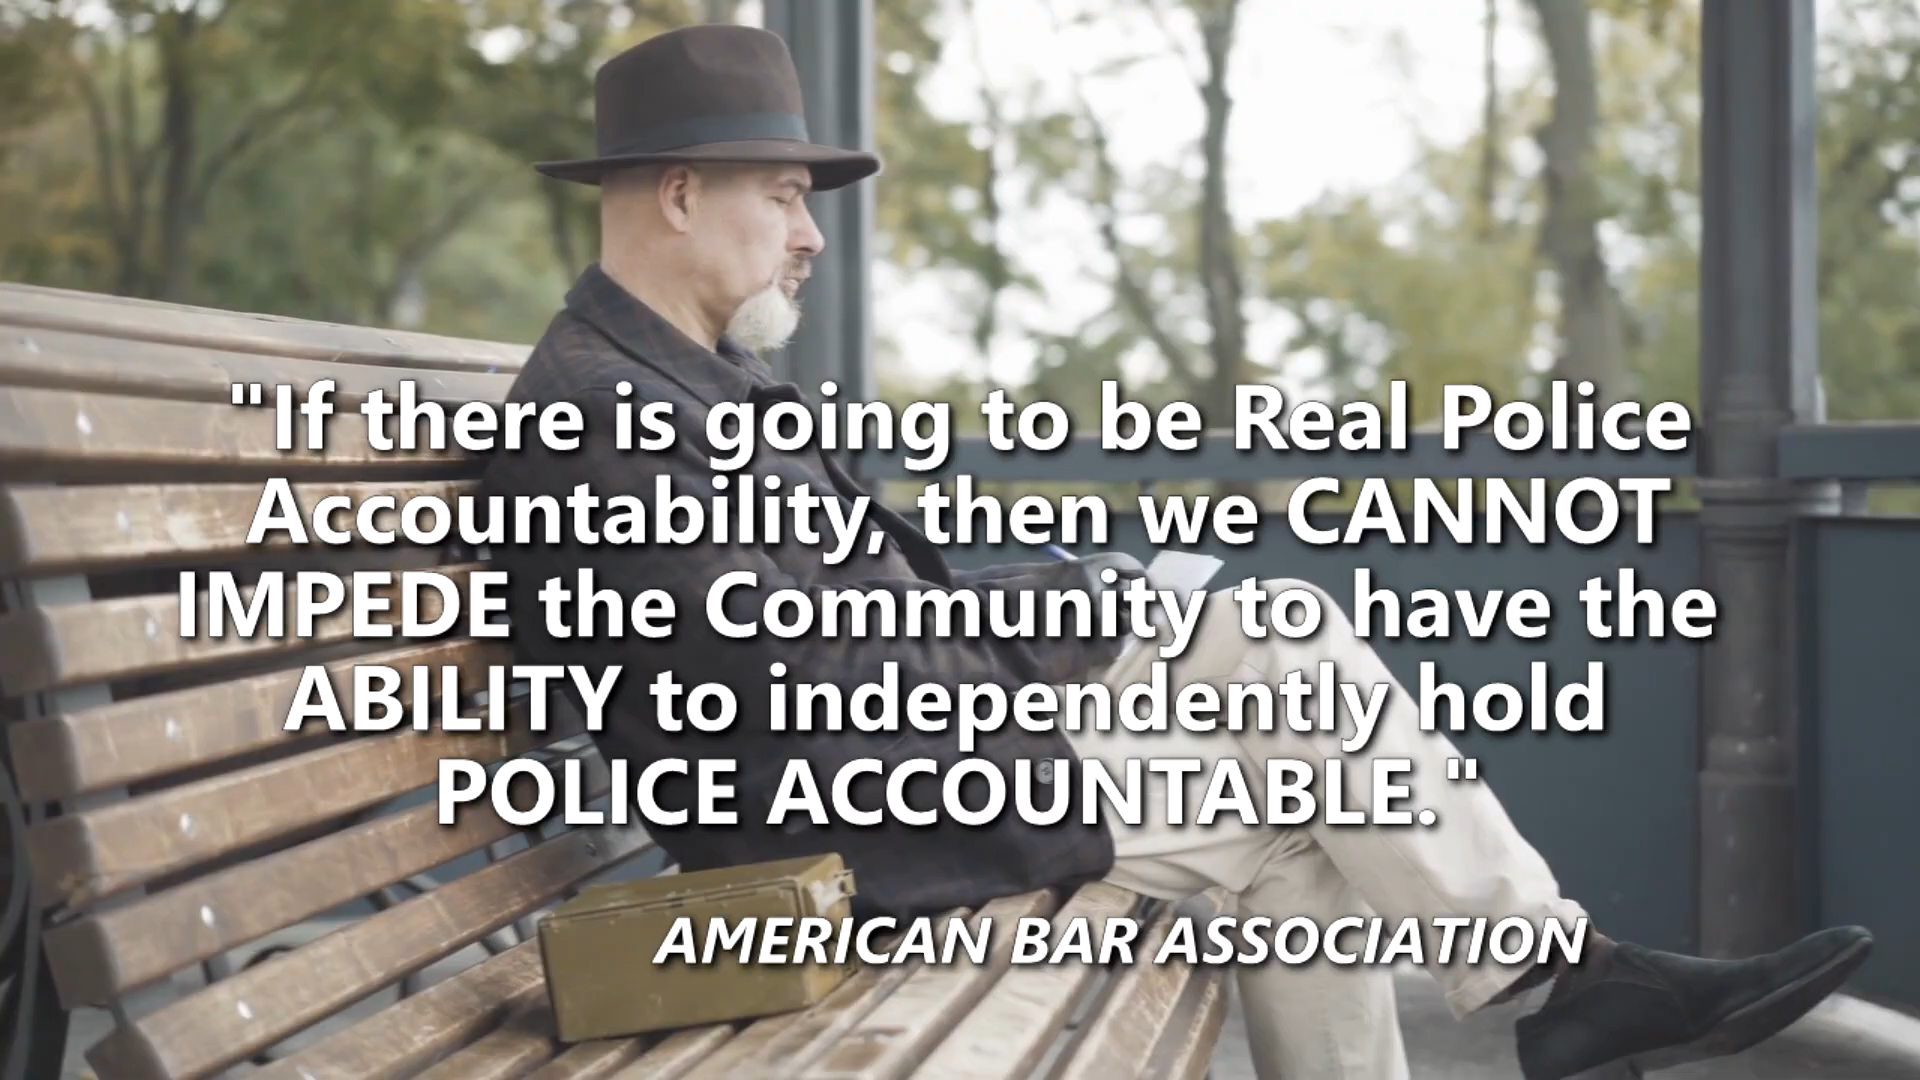 "If there is going to be Real Police
Accountability, then we CANNOT
IMPEDE the Community to have the
ABILITY to independently hold
POLICE ACCOUNTABLE."
AMERICAN BAR ASSOCIATION